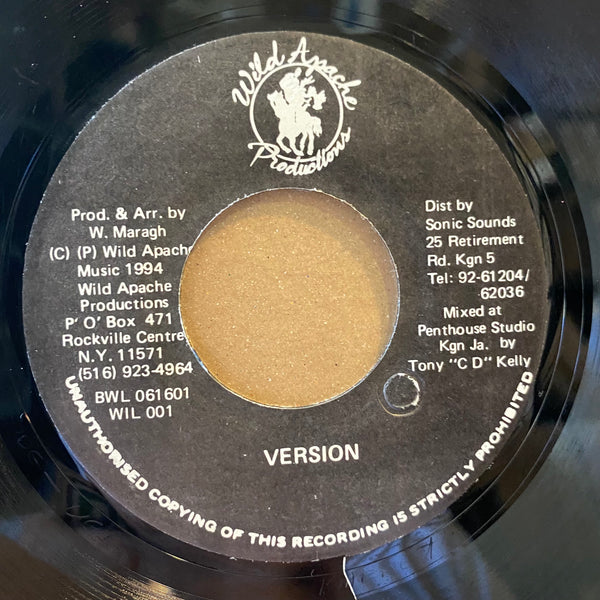 Wild Apache
Productions
Prod. & Arr. by
W. Maragh
(C) (P) Wild Apache
Music 1994
Wild Apache
Productions
P' O' Box 471
Rockville Centre
N.Y. 11571
(516) 923-4964
BWL 061601
WIL 001
Dist by
Sonic Sounds
25 Retirement
Rd. Kgn 5
Tel: 92-61204/
62036
Mixed at
Penthouse Studio
Kgn Ja. by
Tony "C D" Kelly
VERSION
UNAUTHORISED COPYING OF THIS RECORDING IS STRICTLY PROHIBITED